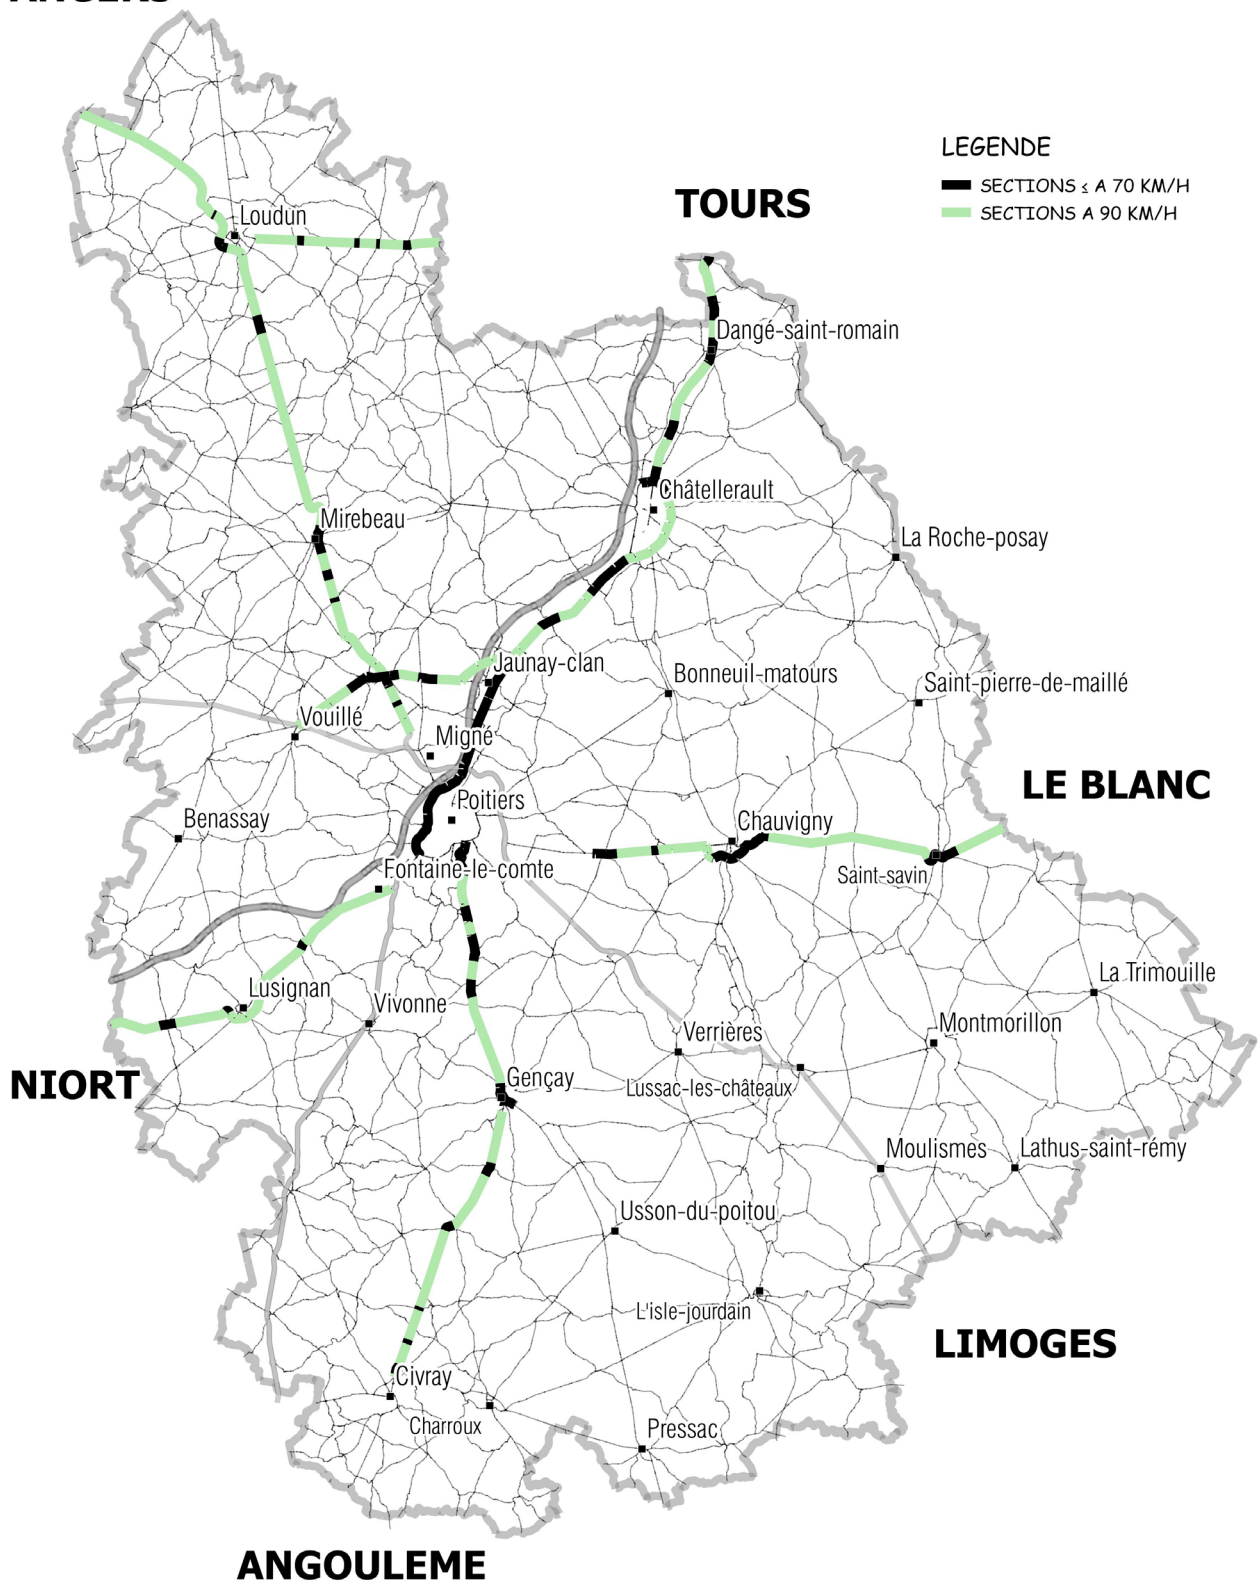 ANGERS
LEGENDE
SECTIONS ≤ A 70 KM/H
SECTIONS A 90 KM/H
TOURS
Loudun
Dangé-saint-romain
Châtellerault
Mirebeau
La Roche-posay
Jaunay-clan
Bonneuil-matours
Saint-pierre-de-maillé
Vouillé
Migné
LE BLANC
Poitiers
Benassay
Chauvigny
Fontaine-le-comte
Saint-savin
La Trimouille
Lusignan
Vivonne
Montmorillon
Verrières
NIORT
Gençay
Lussac-les-châteaux
Moulismes
Lathus-saint-rémy
Usson-du-poitou
L'isle-jourdain
LIMOGES
Civray
Charroux
Pressac
ANGOULEME